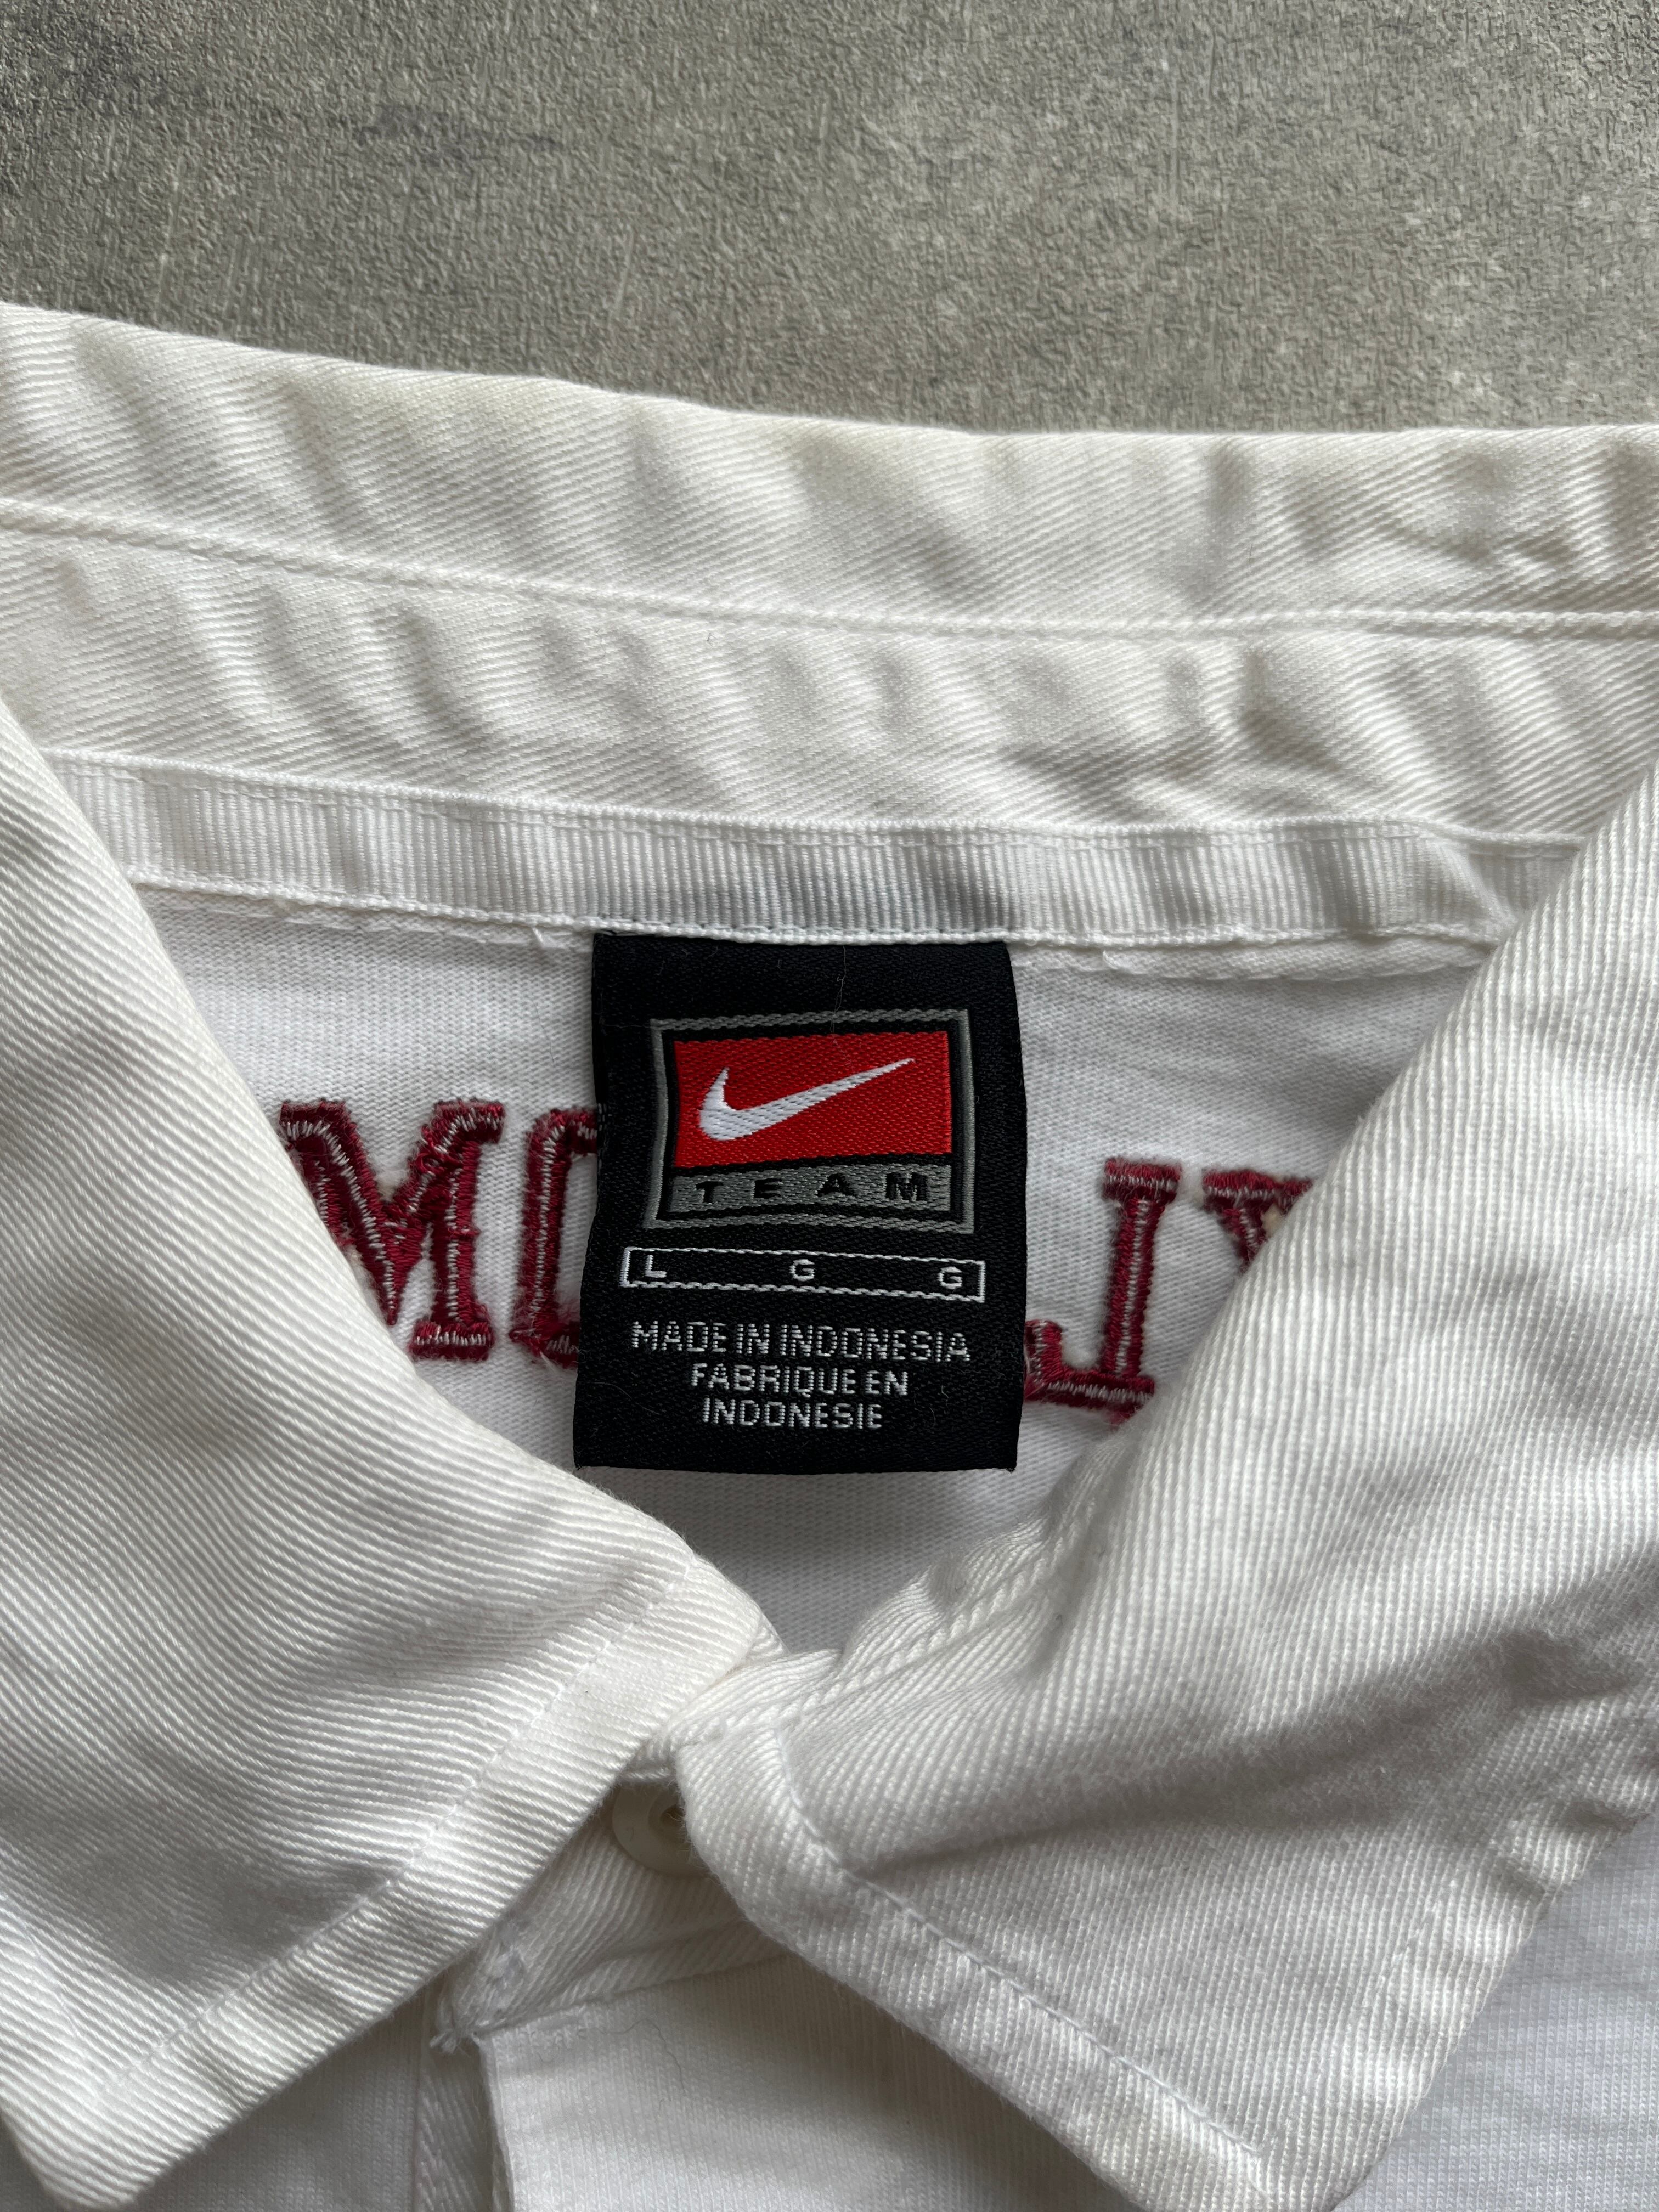 TEAM
L G G
MADE IN INDONESIA
FABRIQUE EN
INDONESIE